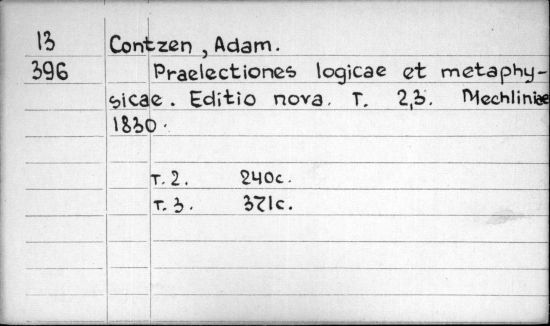 13 Contzen, Adam.
396 Praelectiones logicae et metaphy-
sicae. Editio nova. T. 2,3. Mechliniae
1830.
T. 2. 240c.
T. 3. 371c.